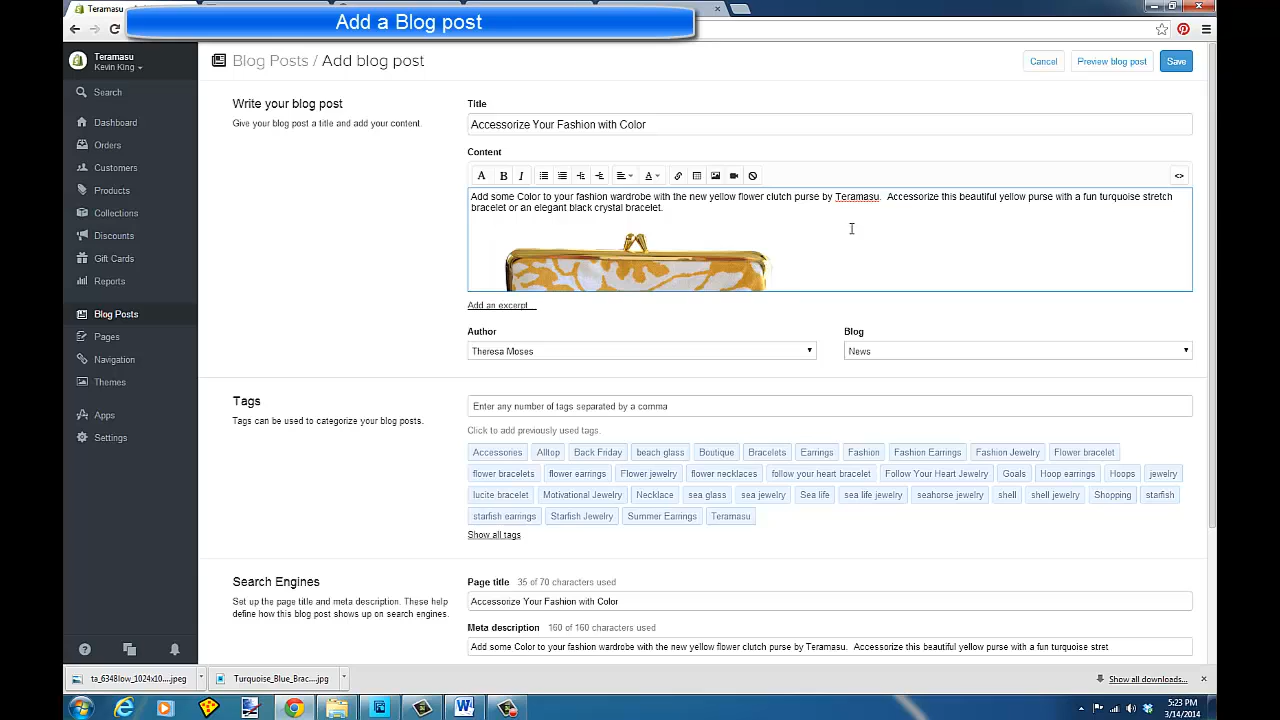 Teramasu
Add a Blog post
Teramasu
Kevin King
Blog Posts / Add blog post
Cancel
Preview blog post
Save
Search
Dashboard
Orders
Customers
Products
Collections
Discounts
Gift Cards
Reports
Blog Posts
Pages
Navigation
Themes
Apps
Settings
Write your blog post
Give your blog post a title and add your content.
Title
Accessorize Your Fashion with Color
Content
A B I A <>
Add some Color to your fashion wardrobe with the new yellow flower clutch purse by Teramasu. Accessorize this beautiful yellow purse with a fun turquoise stretch
bracelet or an elegant black crystal bracelet.
Add an excerpt
Author
Blog
Theresa Moses
News
Tags
Tags can be used to categorize your blog posts.
Enter any number of tags separated by a comma
Click to add previously used tags.
Accessories Alltop Back Friday beach glass Boutique Bracelets Earrings Fashion Fashion Earrings Fashion Jewelry Flower bracelet
flower bracelets flower earrings Flower jewelry flower necklaces follow your heart bracelet Follow Your Heart Jewelry Goals Hoop earrings Hoops jewelry
lucite bracelet Motivational Jewelry Necklace sea glass sea jewelry Sea life sea life jewelry seahorse jewelry shell shell jewelry Shopping starfish
starfish earrings Starfish Jewelry Summer Earrings Teramasu
Show all tags
Search Engines
Set up the page title and meta description. These help
define how this blog post shows up on search engines.
Page title 35 of 70 characters used
Accessorize Your Fashion with Color
Meta description 160 of 160 characters used
Add some Color to your fashion wardrobe with the new yellow flower clutch purse by Teramasu. Accessorize this beautiful yellow purse with a fun turquoise stret
ta_6348low_1024x10....jpeg
Turquoise_Blue_Brac....jpg
Show all downloads...
5:23 PM
3/14/2014